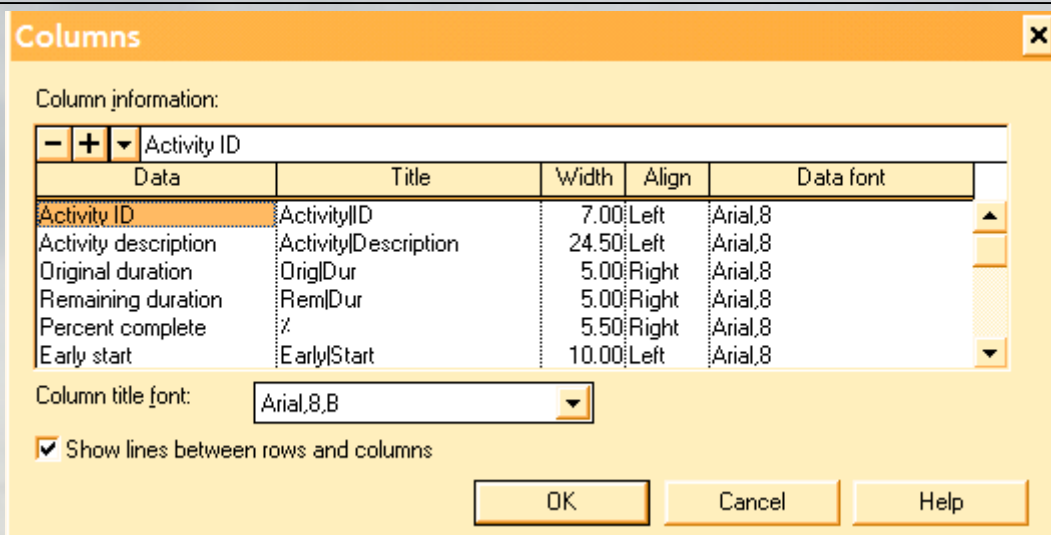 Columns
Column information:
Activity ID
Data Title Width Align Data font
Activity ID Activity|ID 7.00 Left Arial,8
Activity description Activity|Description 24.50 Left Arial,8
Original duration Orig|Dur 5.00 Right Arial,8
Remaining duration Rem|Dur 5.00 Right Arial,8
Percent complete % 5.50 Right Arial,8
Early start Early|Start 10.00 Left Arial,8
Column title font: Arial,8,B
Show lines between rows and columns
OK Cancel Help